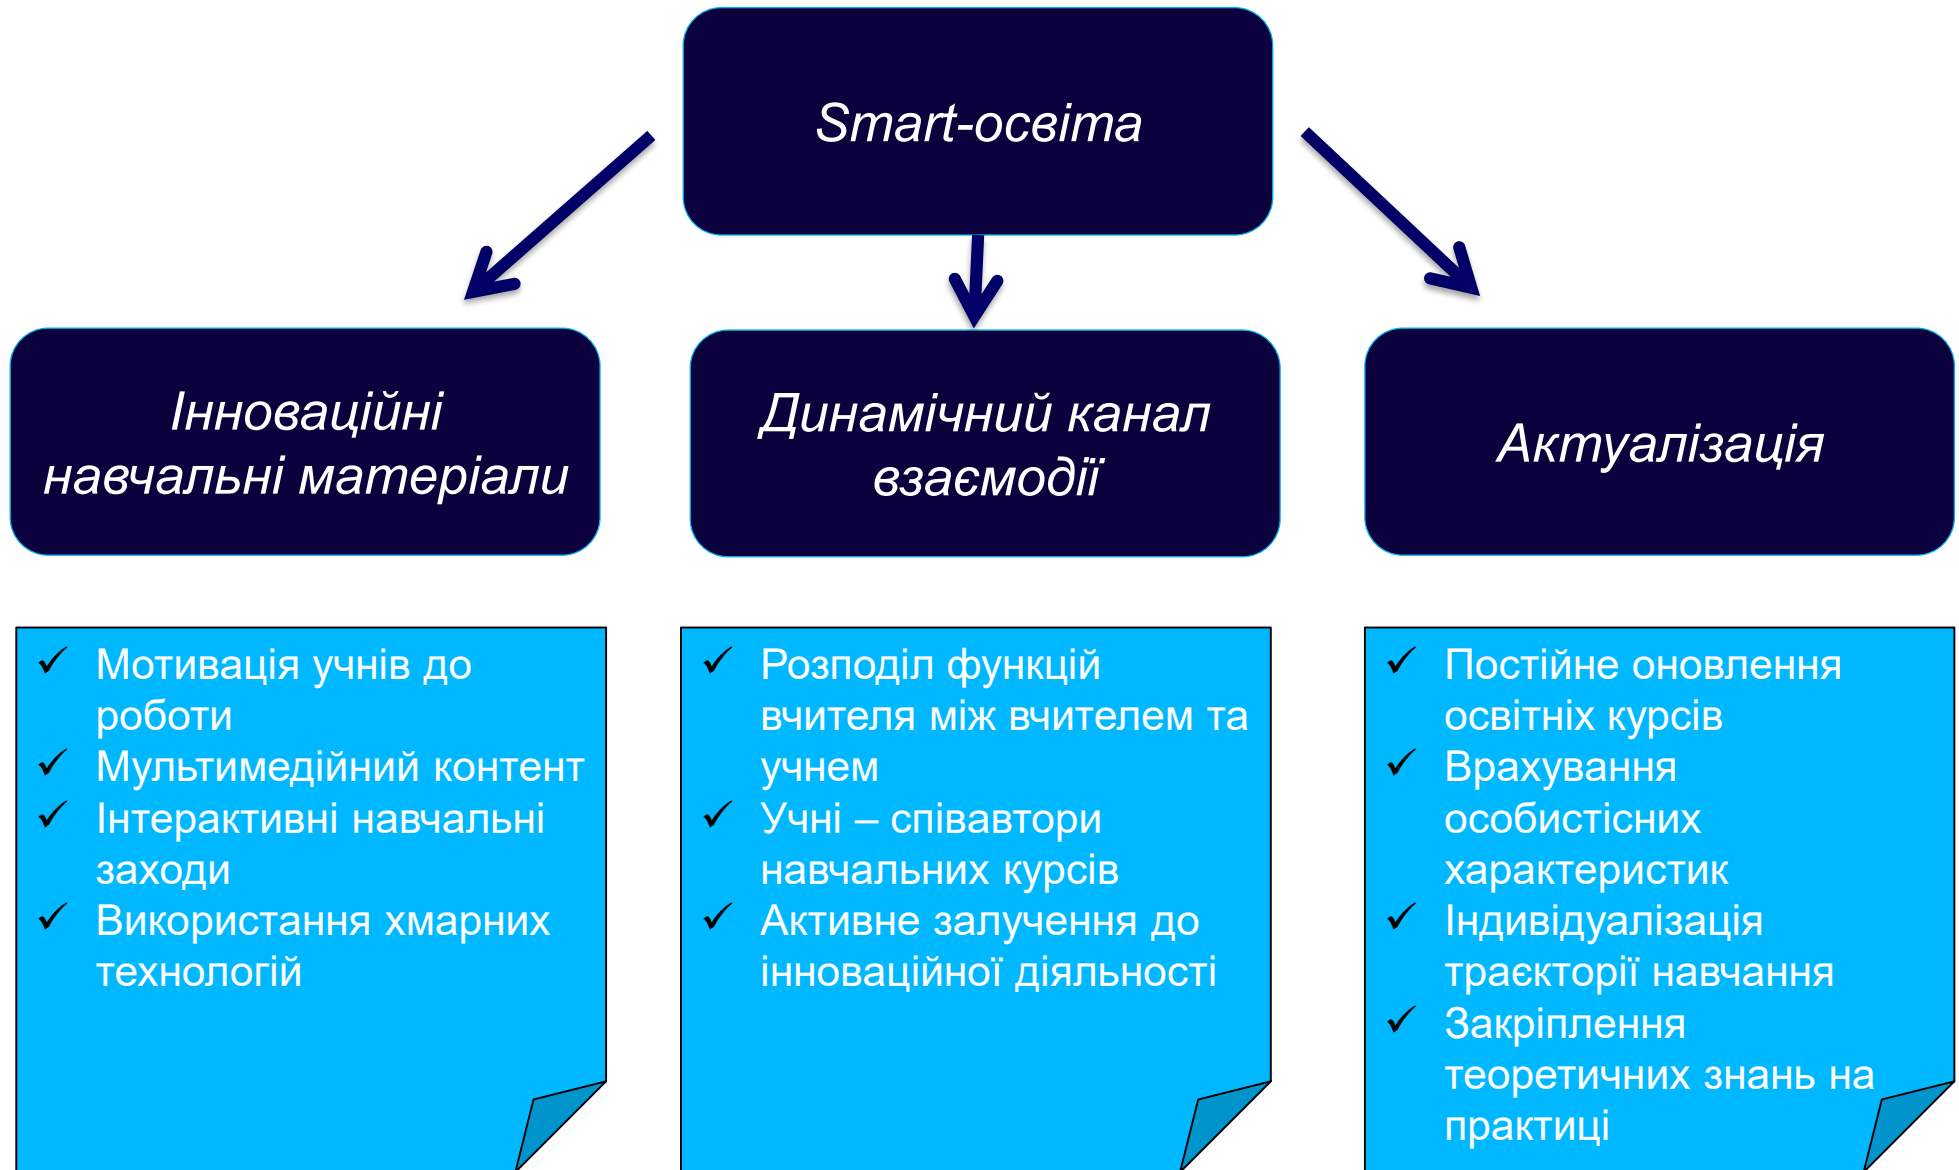 Smart-освіта
Інноваційні
навчальні матеріали
Динамічний канал
взаємодії
Актуалізація
✓ Мотивація учнів до
роботи
✓ Мультимедійний контент
✓ Інтерактивні навчальні
заходи
✓ Використання хмарних
технологій
✓ Розподіл функцій
вчителя між вчителем та
учнем
✓ Учні – співавтори
навчальних курсів
✓ Активне залучення до
інноваційної діяльності
✓ Постійне оновлення
освітніх курсів
✓ Врахування
особистісних
характеристик
✓ Індивідуалізація
траєкторії навчання
✓ Закріплення
теоретичних знань на
практиці